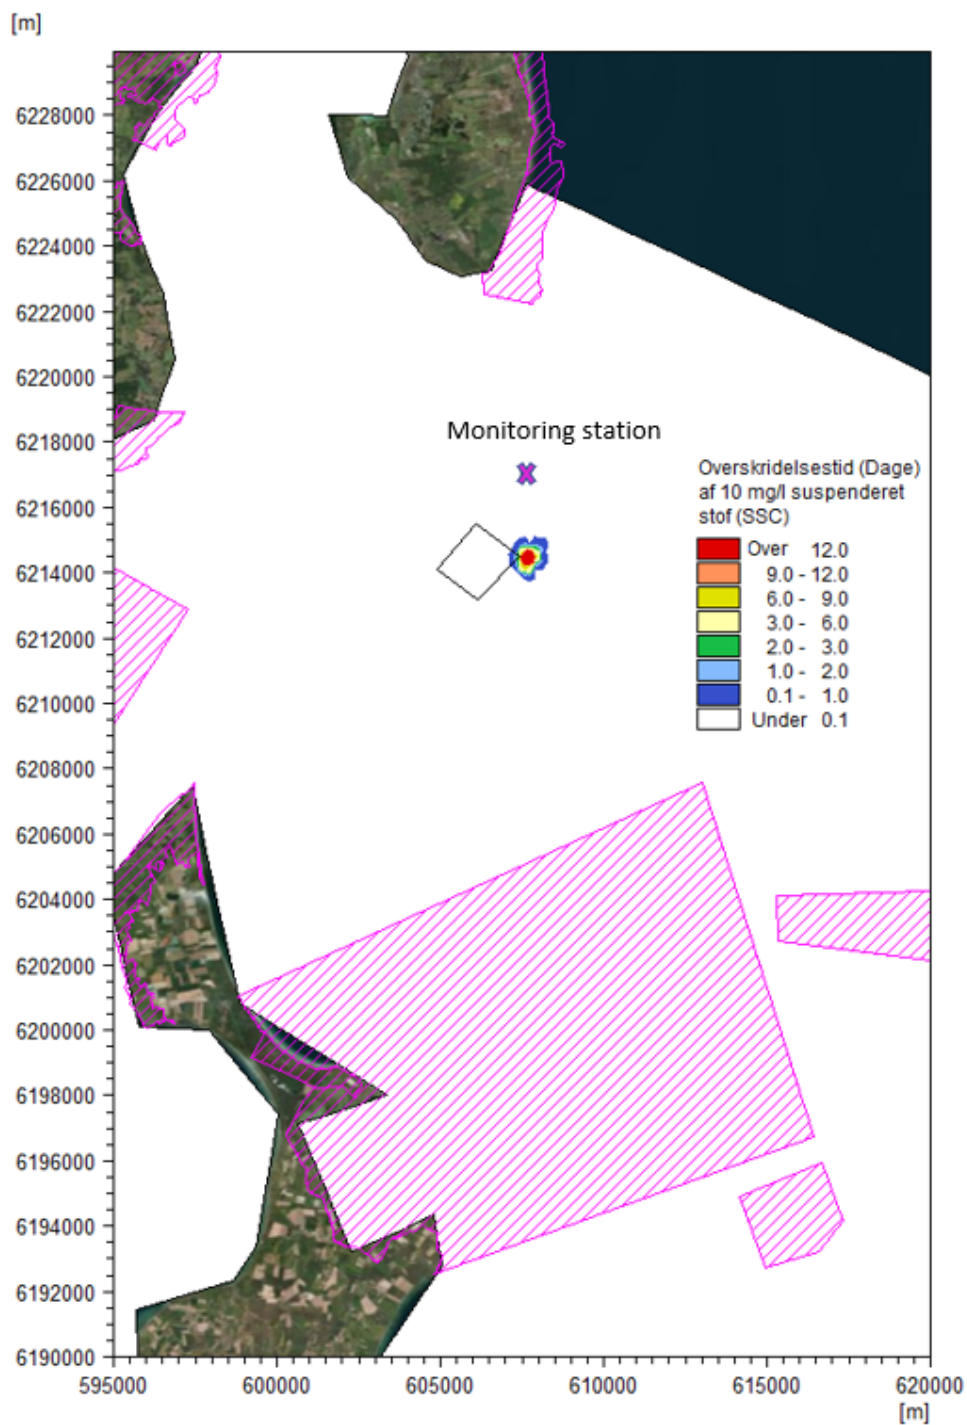 [m]
6228000
6226000
6224000
6222000
6220000
6218000
6216000
6214000
6212000
6210000
6208000
6206000
6204000
6202000
6200000
6198000
6196000
6194000
6192000
6190000
Monitoring station
Overskridelsestid (Dage)
af 10 mg/l suspenderet
stof (SSC)
Over 12.0
9.0 - 12.0
6.0 - 9.0
3.0 - 6.0
2.0 - 3.0
1.0 - 2.0
0.1 - 1.0
Under 0.1
595000 600000 605000 610000 615000 620000
[m]